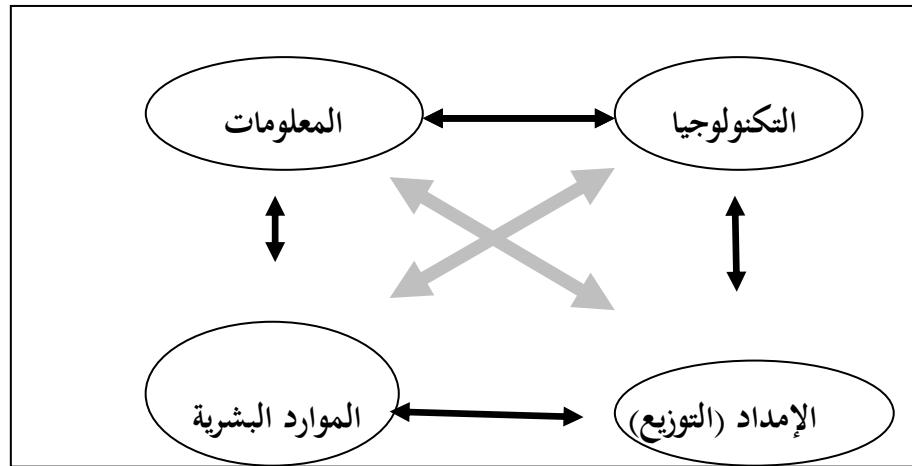 التكنولوجيا
المعلومات
الإمداد (التوزيع)
الموارد البشرية